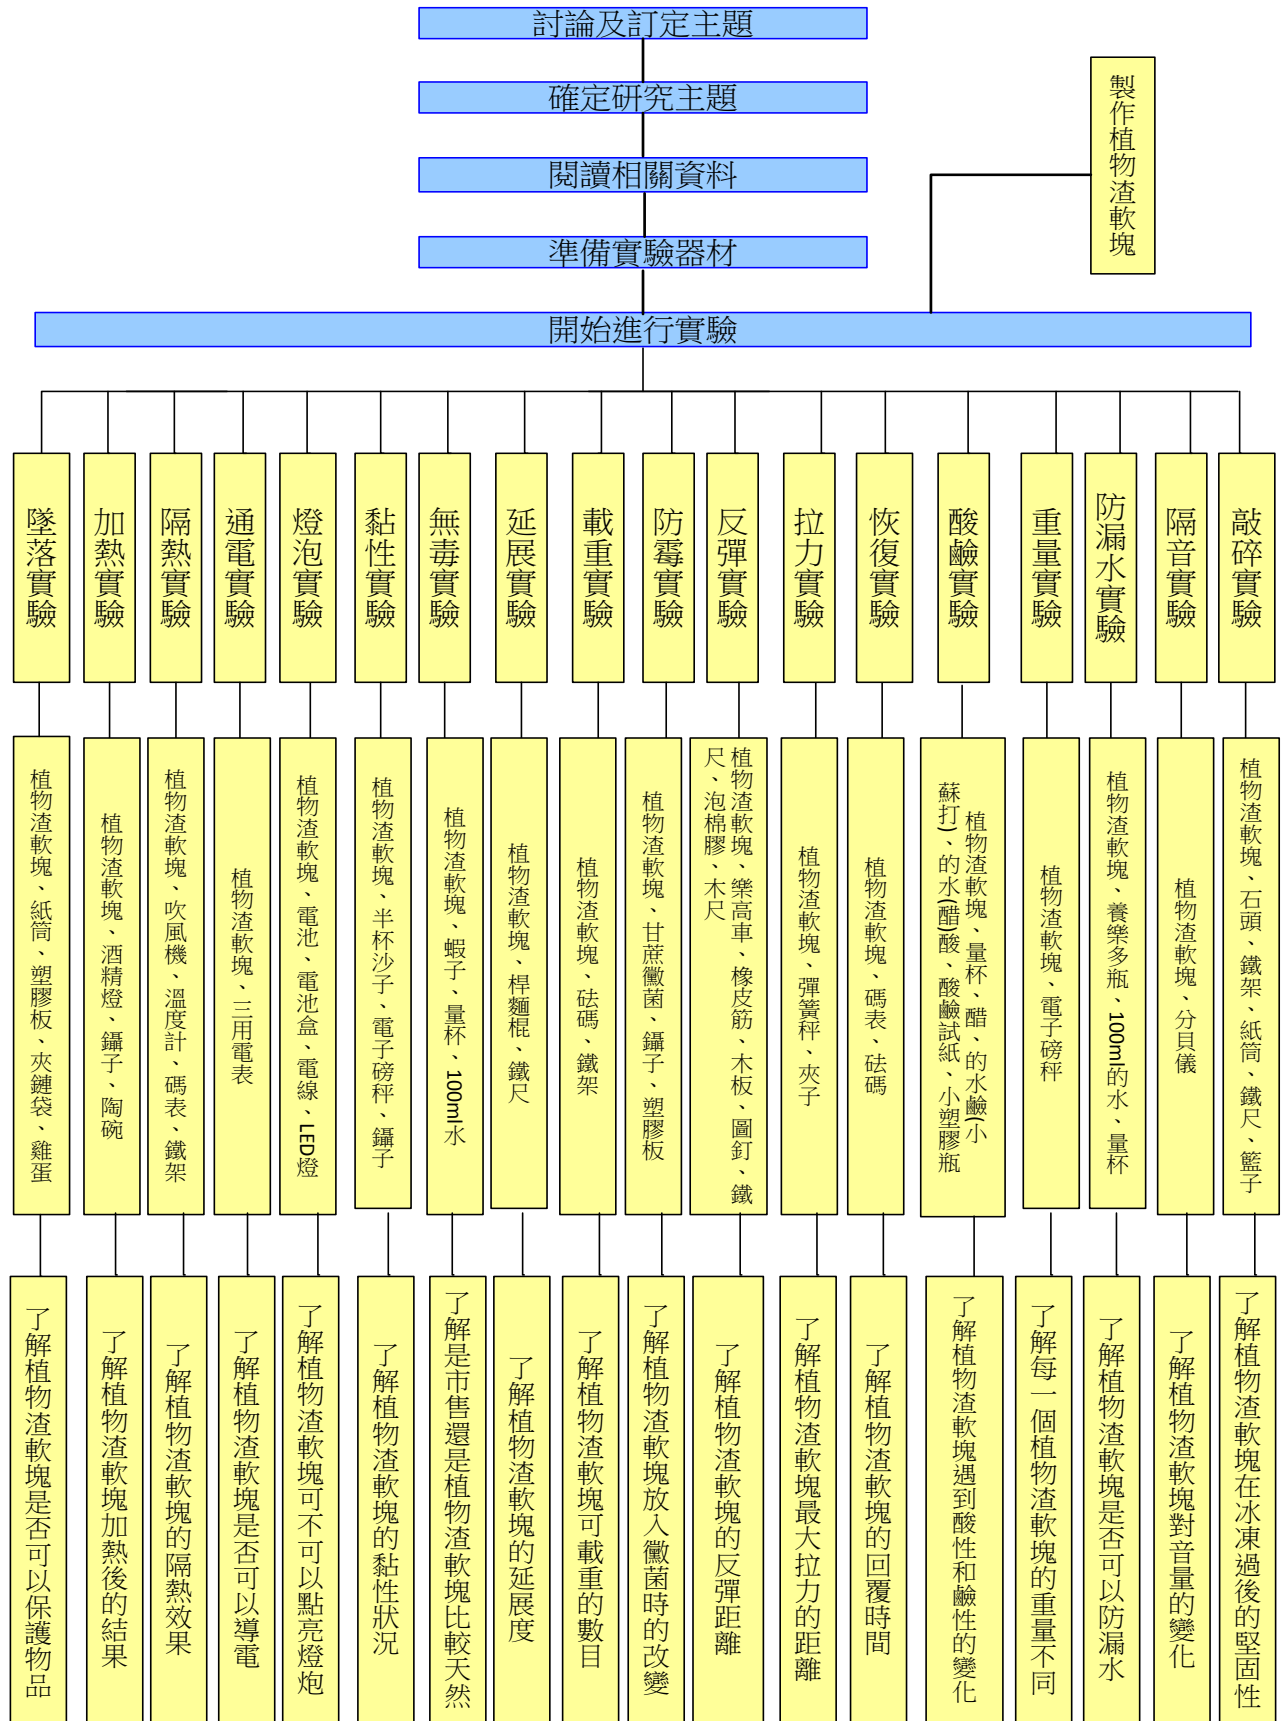 討論及訂定主題
確定研究主題
閱讀相關資料
準備實驗器材
製作植物渣軟塊
開始進行實驗
墜落實驗
加熱實驗
隔熱實驗
通電實驗
燈泡實驗
黏性實驗
無毒實驗
延展實驗
載重實驗
防霉實驗
反彈實驗
拉力實驗
恢復實驗
酸鹼實驗
重量實驗
防漏水實驗
隔音實驗
敲碎實驗
植物渣軟塊、紙筒、塑膠板、夾鏈袋、雞蛋
植物渣軟塊、酒精燈、鑷子、陶碗
植物渣軟塊、吹風機、溫度計、碼表、鐵架
植物渣軟塊、三用電表
植物渣軟塊、電池、電池盒、電線、LED燈
植物渣軟塊、半杯沙子、電子磅秤、鑷子
植物渣軟塊、蝦子、量杯、100ml水
植物渣軟塊、桿麵棍、鐵尺
植物渣軟塊、砝碼、鐵架
植物渣軟塊、甘蔗黴菌、鑷子、塑膠板
植物渣軟塊、樂高車、橡皮筋、木板、圖釘、鐵
尺、泡棉膠、木尺
植物渣軟塊、彈簧秤、夾子
植物渣軟塊、碼表、砝碼
植物渣軟塊、量杯、醋、的水鹼(小
蘇打)、的水(醋)酸、酸鹼試紙、小塑膠瓶
植物渣軟塊、電子磅秤
植物渣軟塊、養樂多瓶、100ml的水、量杯
植物渣軟塊、分貝儀
植物渣軟塊、石頭、鐵架、紙筒、鐵尺、籃子
了解植物渣軟塊是否可以保護物品
了解植物渣軟塊加熱後的結果
了解植物渣軟塊的隔熱效果
了解植物渣軟塊是否可以導電
了解植物渣軟塊可不可以點亮燈炮
了解植物渣軟塊的黏性狀況
了解是市售還是植物渣軟塊比較天然
了解植物渣軟塊的延展度
了解植物渣軟塊可載重的數目
了解植物渣軟塊放入黴菌時的改變
了解植物渣軟塊的反彈距離
了解植物渣軟塊最大拉力的距離
了解植物渣軟塊的回覆時間
了解植物渣軟塊遇到酸性和鹼性的變化
了解每一個植物渣軟塊的重量不同
了解植物渣軟塊是否可以防漏水
了解植物渣軟塊對音量的變化
了解植物渣軟塊在冰凍過後的堅固性